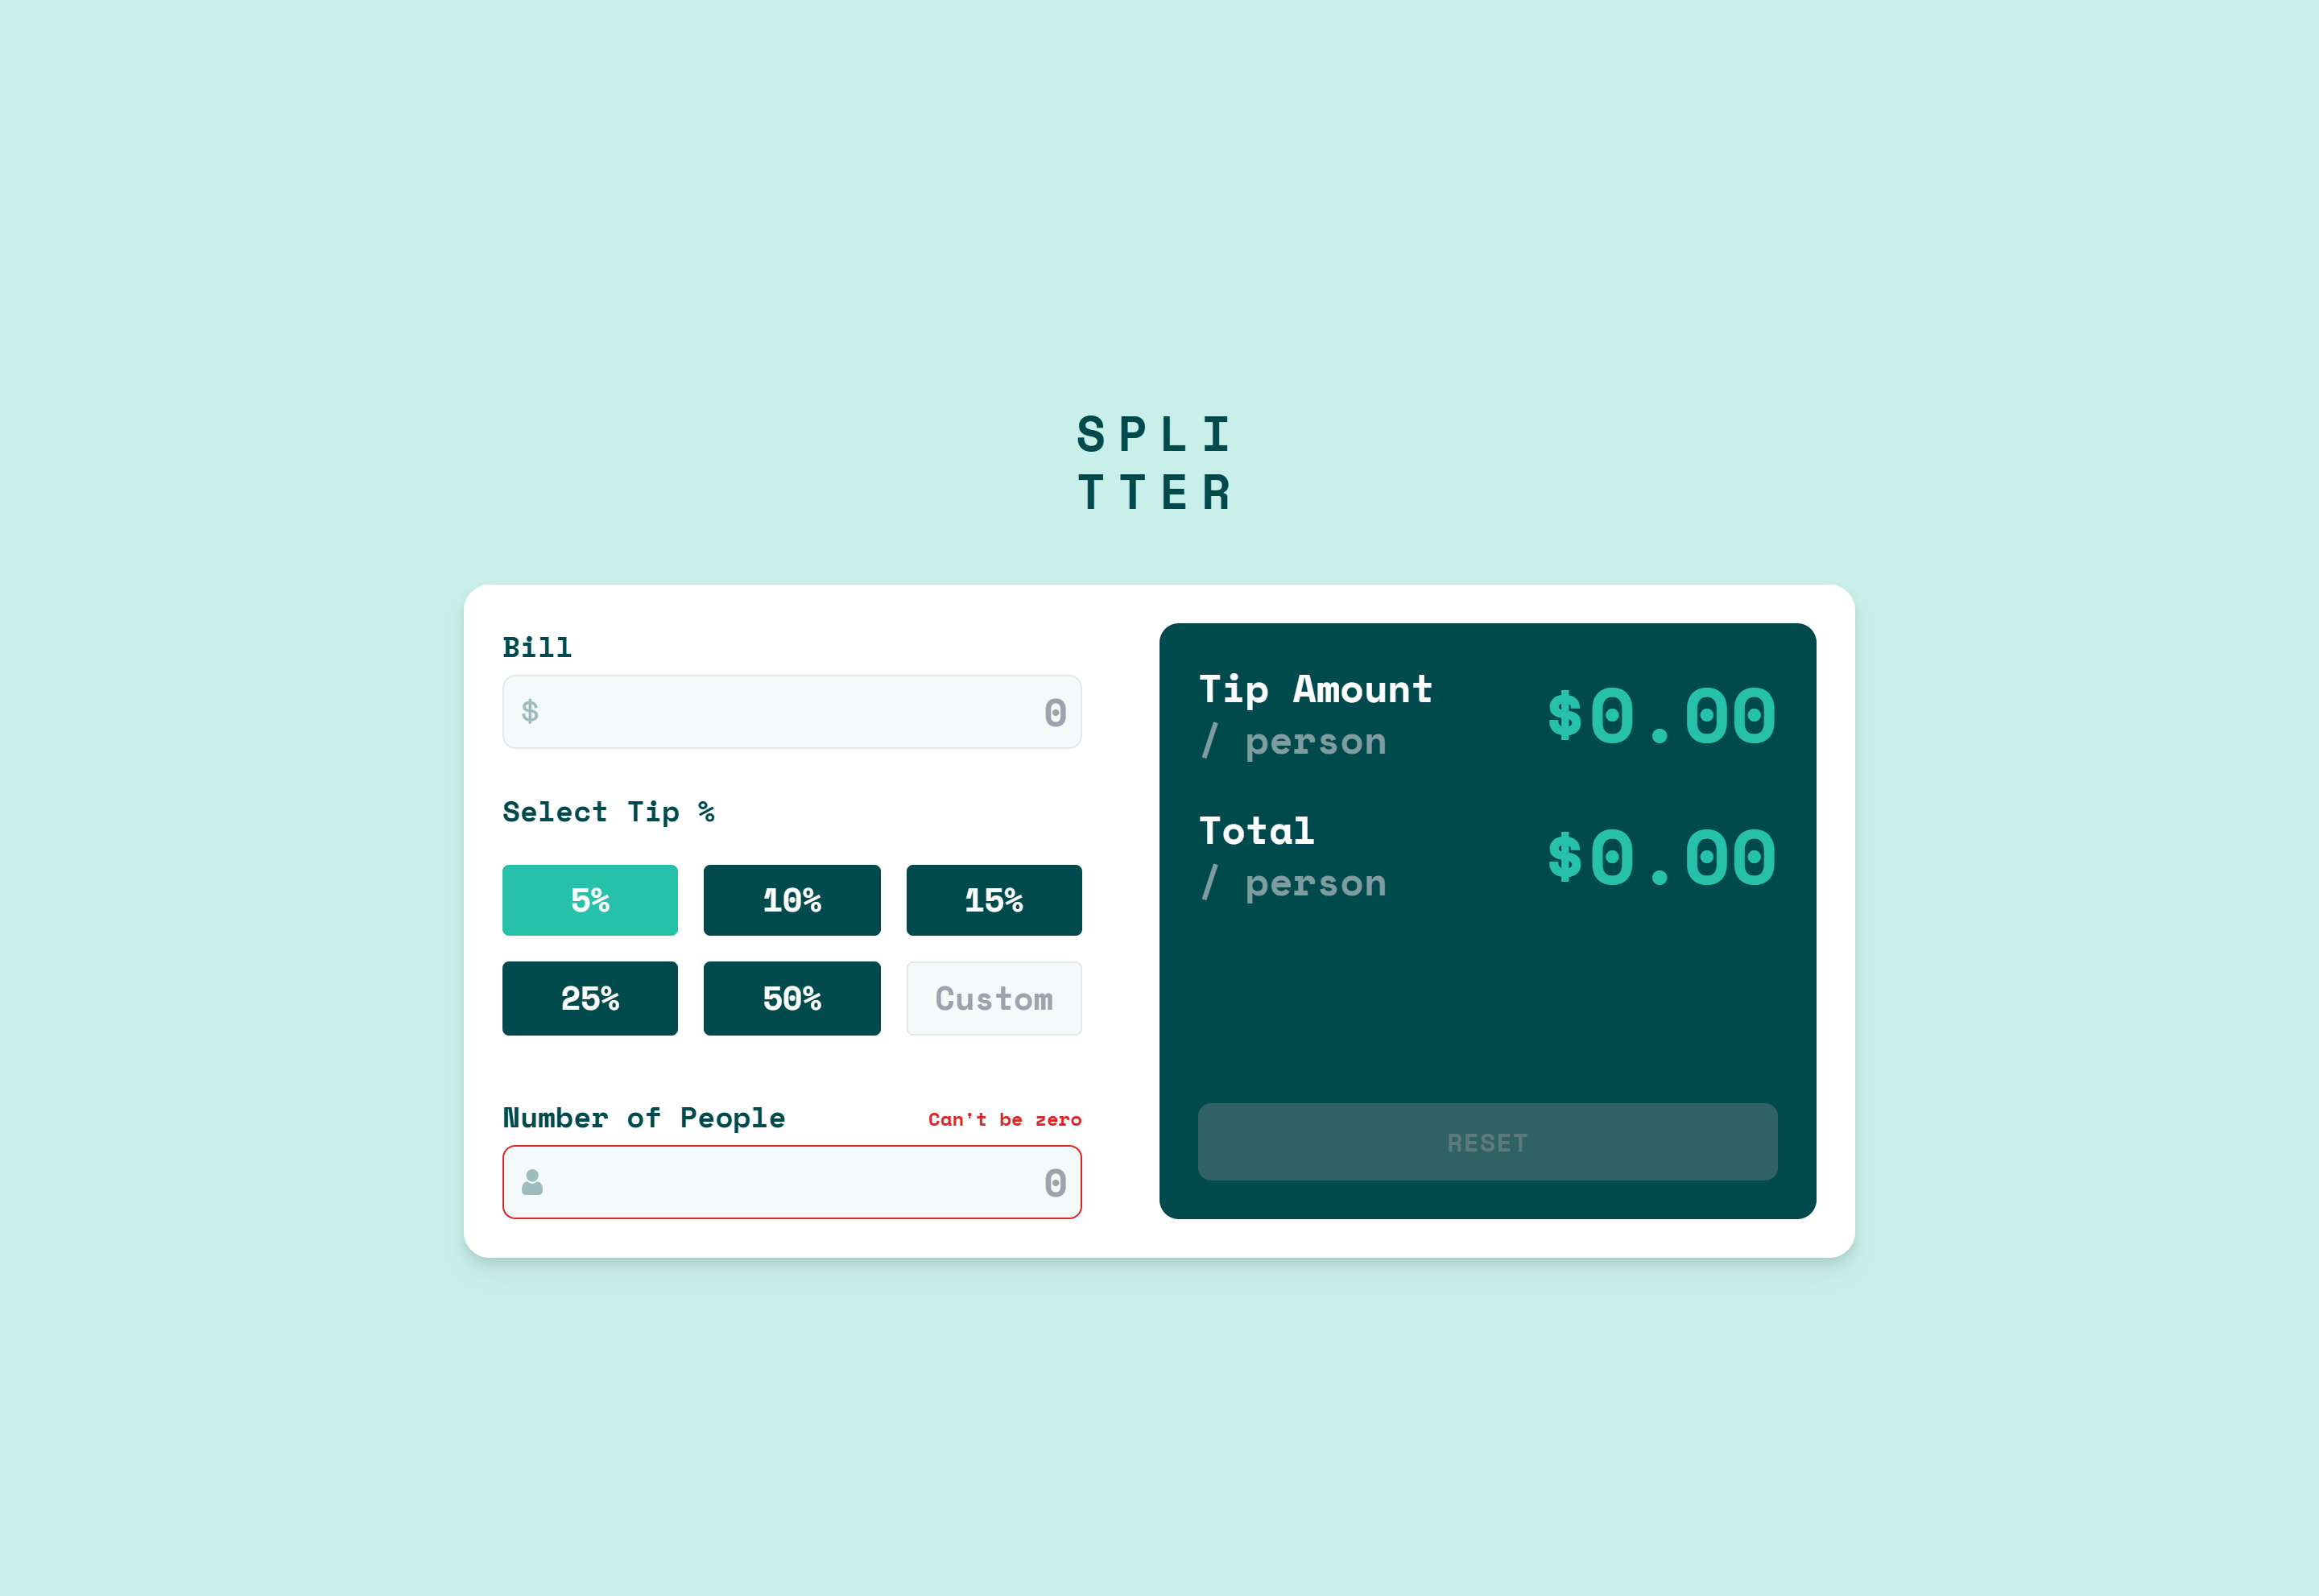 SPLI
TTER
Bill
$ 0
Select Tip %
5% 10% 15%
25% 50% Custom
Number of People Can't be zero
0
Tip Amount
/ person
$0.00
Total
/ person
$0.00
RESET